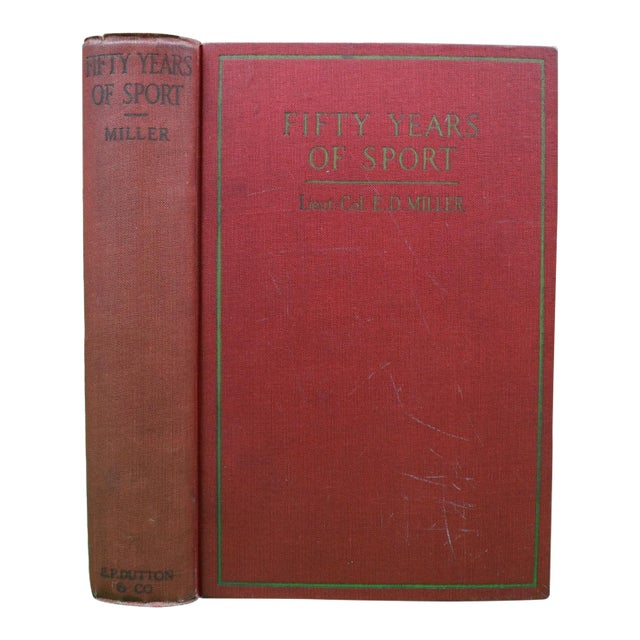 FIFTY YEARS
OF SPORT
MILLER
E.P. DUTTON
& CO
FIFTY YEARS
OF SPORT
Lieut. Col. E.D. MILLER